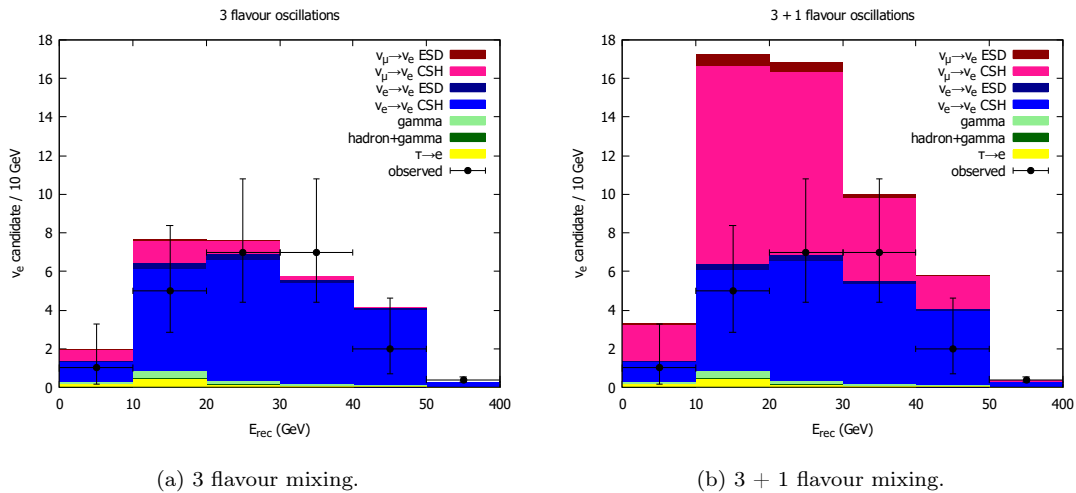 3 flavour oscillations
18
16
14
12
10
8
6
4
2
0
ν_e candidate / 10 GeV
ν_μ→ν_e ESD
ν_μ→ν_e CSH
ν_e→ν_e ESD
ν_e→ν_e CSH
gamma
hadron+gamma
τ→e
observed
0 10 20 30 40 50 400
E_rec (GeV)
(a) 3 flavour mixing.
3 + 1 flavour oscillations
18
16
14
12
10
8
6
4
2
0
ν_e candidate / 10 GeV
ν_μ→ν_e ESD
ν_μ→ν_e CSH
ν_e→ν_e ESD
ν_e→ν_e CSH
gamma
hadron+gamma
τ→e
observed
0 10 20 30 40 50 400
E_rec (GeV)
(b) 3 + 1 flavour mixing.